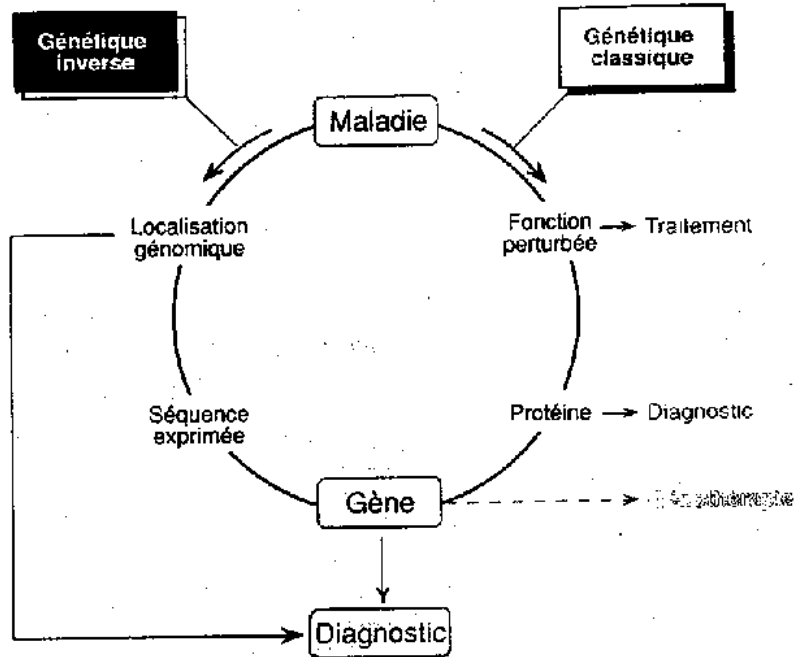 Génétique
inverse
Génétique
classique
Maladie
Localisation
génomique
Fonction
perturbée
Traitement
Séquence
exprimée
Protéine
Diagnostic
Gène
Diagnostic